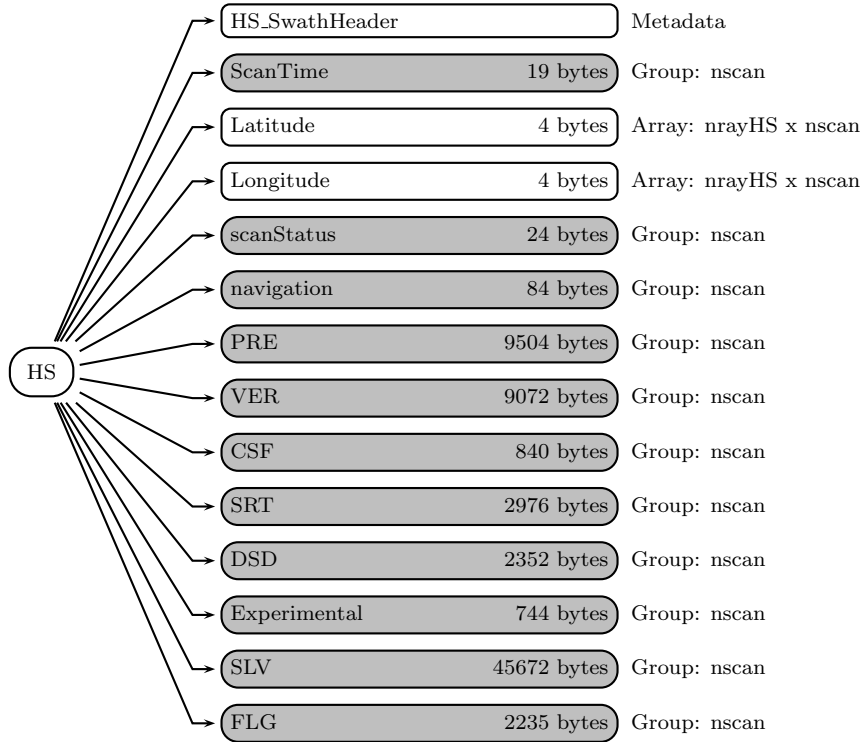 HS_SwathHeader Metadata
ScanTime 19 bytes Group: nscan
Latitude 4 bytes Array: nrayHS x nscan
Longitude 4 bytes Array: nrayHS x nscan
scanStatus 24 bytes Group: nscan
navigation 84 bytes Group: nscan
PRE 9504 bytes Group: nscan
HS
VER 9072 bytes Group: nscan
CSF 840 bytes Group: nscan
SRT 2976 bytes Group: nscan
DSD 2352 bytes Group: nscan
Experimental 744 bytes Group: nscan
SLV 45672 bytes Group: nscan
FLG 2235 bytes Group: nscan